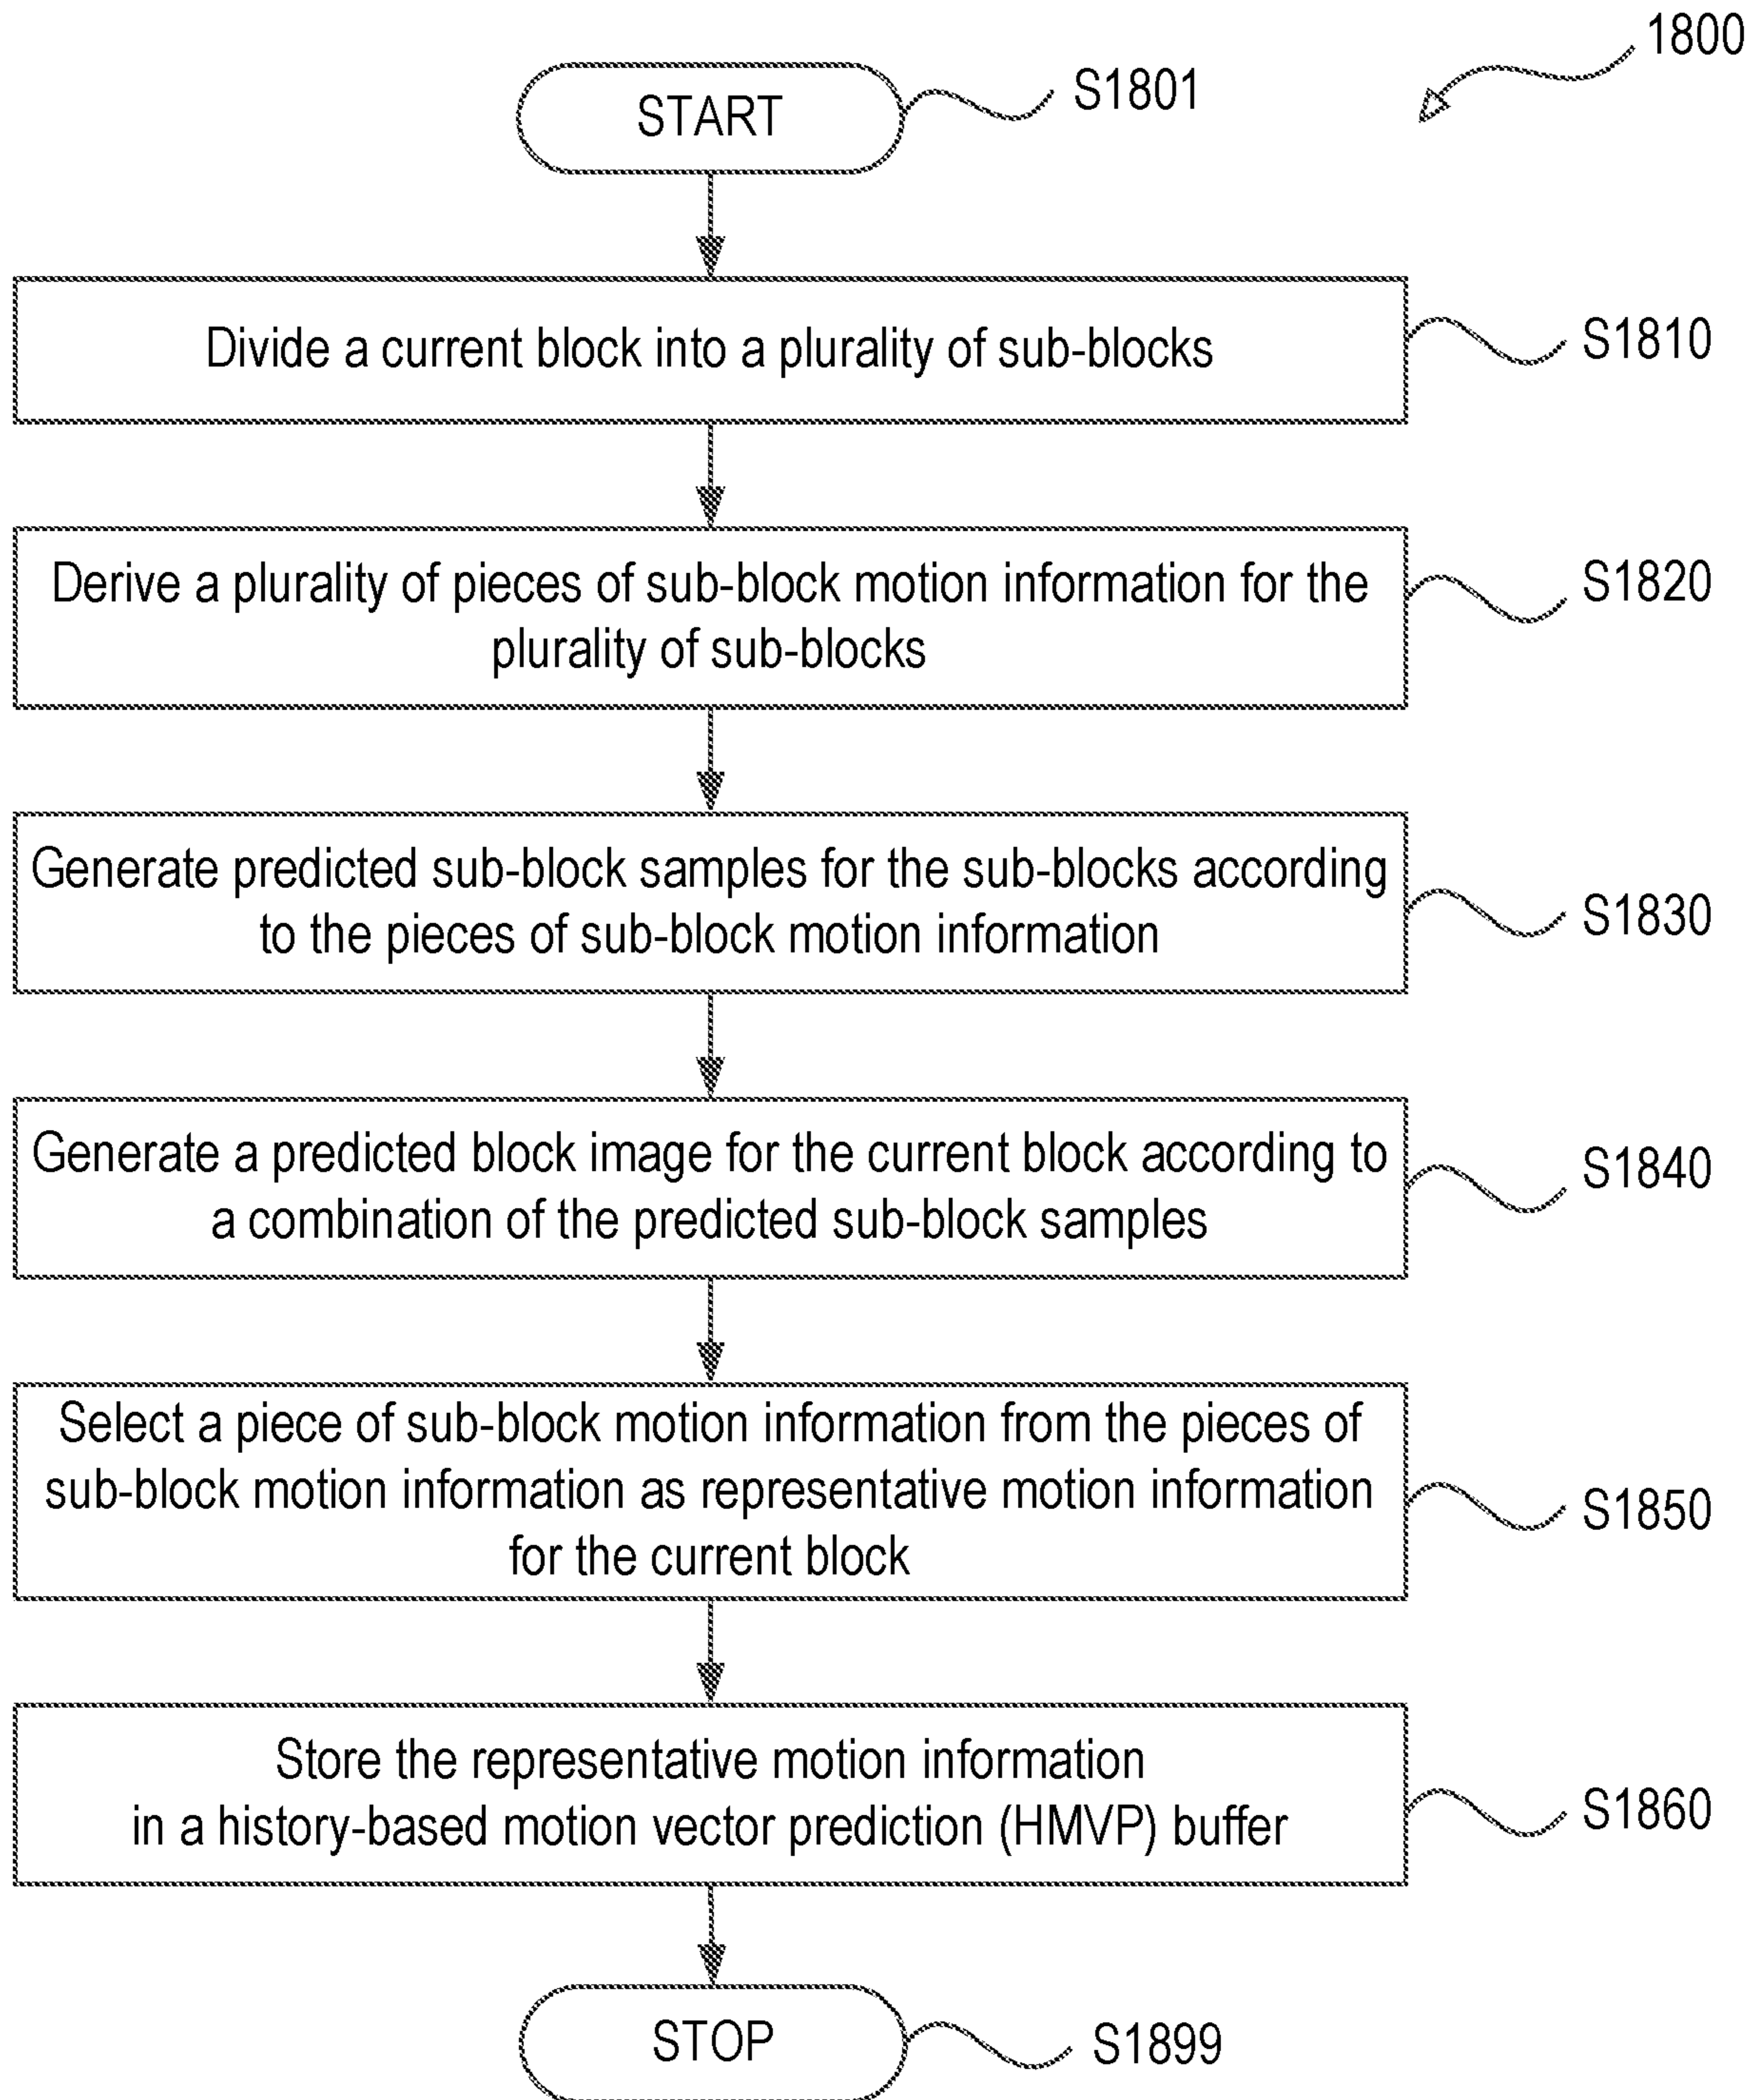 1800
START
S1801
Divide a current block into a plurality of sub-blocks
S1810
Derive a plurality of pieces of sub-block motion information for the
plurality of sub-blocks
S1820
Generate predicted sub-block samples for the sub-blocks according
to the pieces of sub-block motion information
S1830
Generate a predicted block image for the current block according to
a combination of the predicted sub-block samples
S1840
Select a piece of sub-block motion information from the pieces of
sub-block motion information as representative motion information
for the current block
S1850
Store the representative motion information
in a history-based motion vector prediction (HMVP) buffer
S1860
STOP
S1899